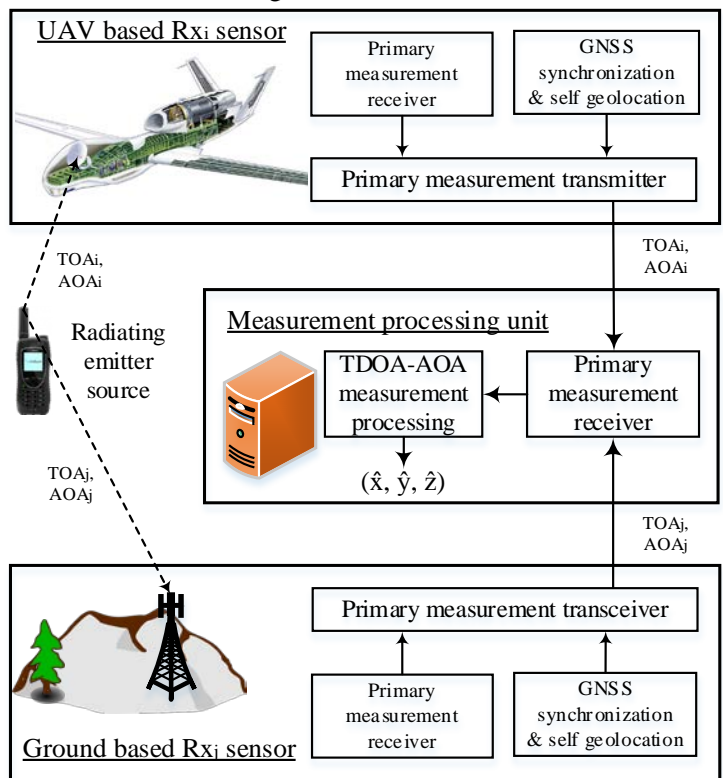 UAV based Rxi sensor
Primary
measurement
receiver
GNSS
synchronization
& self geolocation
Primary measurement transmitter
TOAi,
AOAi
TOAi,
AOAi
Radiating
emitter
source
Measurement processing unit
TDOA-AOA
measurement
processing
Primary
measurement
receiver
(x̂, ŷ, ẑ)
TOAj,
AOAj
TOAj,
AOAj
Primary measurement transceiver
Primary
measurement
receiver
GNSS
synchronization
& self geolocation
Ground based Rxj sensor